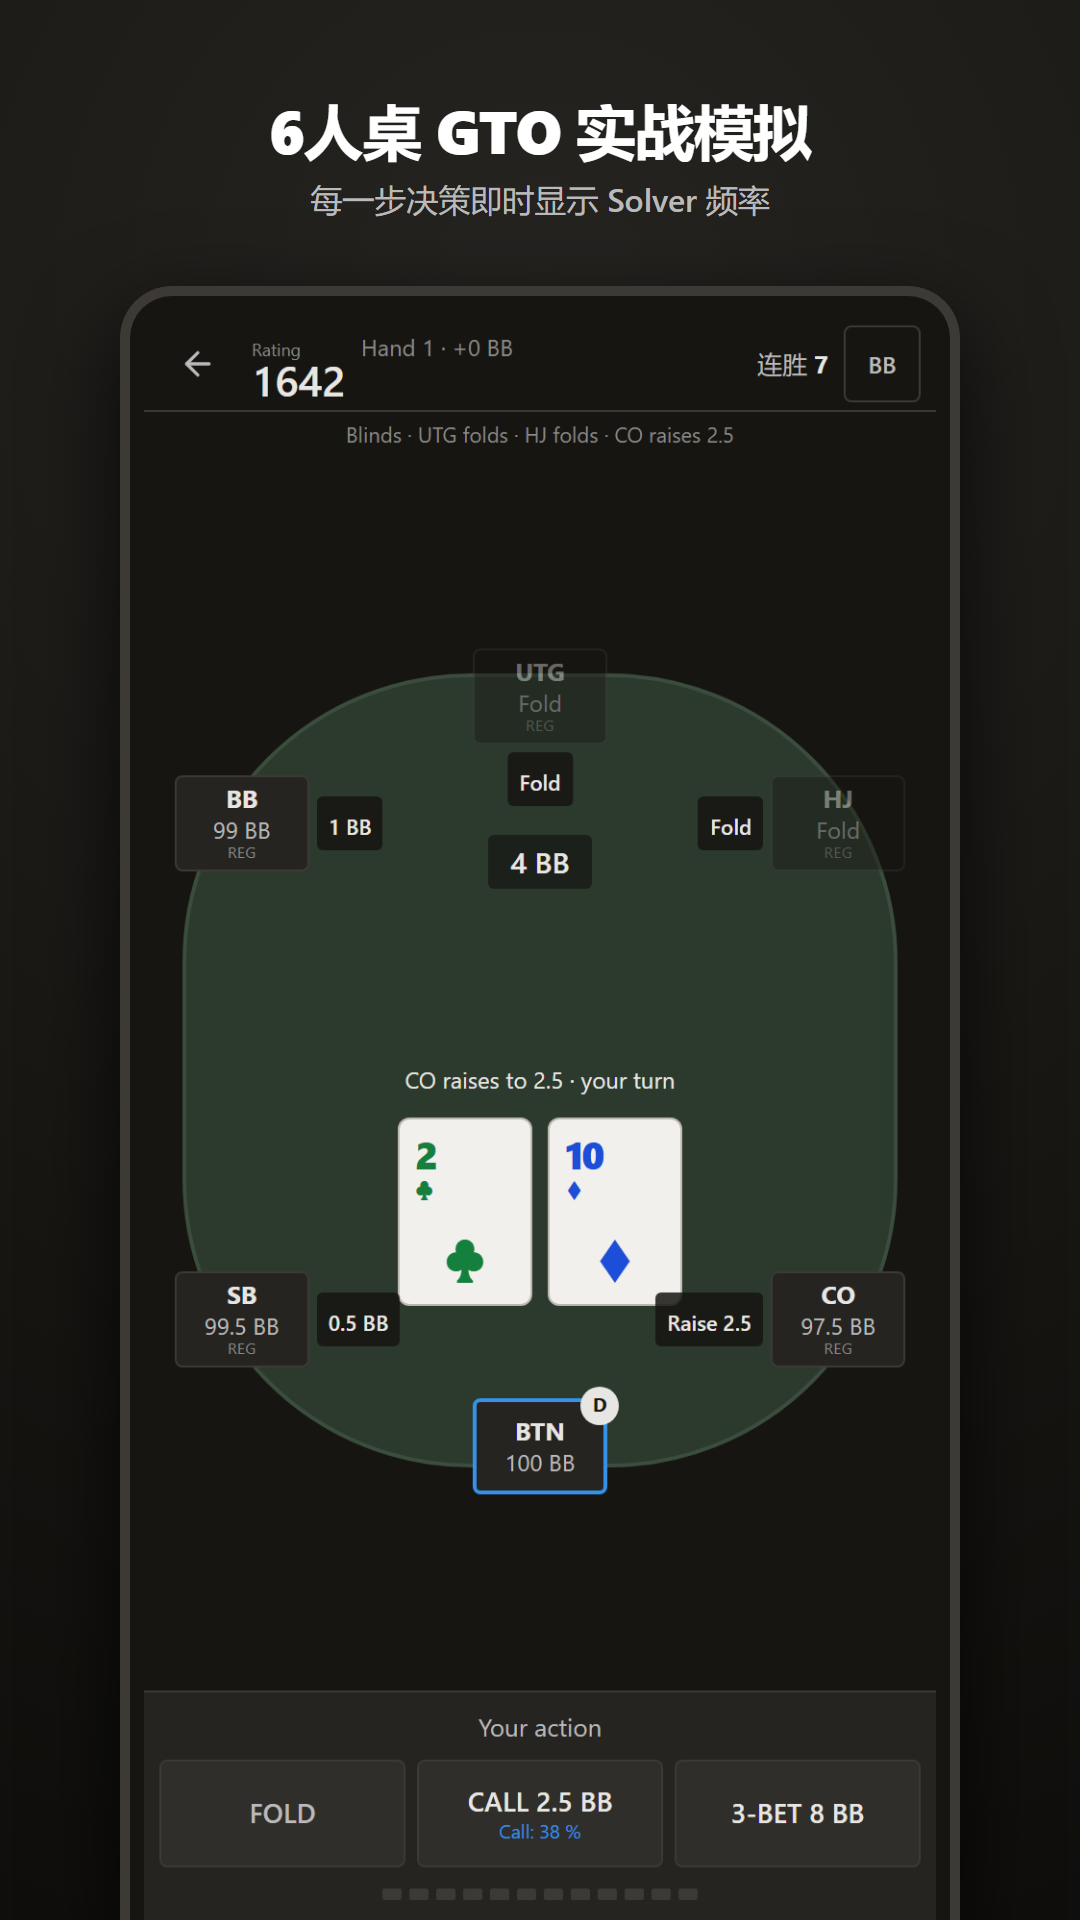 6人桌 GTO 实战模拟
每一步决策即时显示 Solver 频率
Rating
1642
Hand 1 · +0 BB
连胜 7
BB
Blinds · UTG folds · HJ folds · CO raises 2.5
UTG
Fold
REG
Fold
BB
99 BB
REG
1 BB
Fold
HJ
Fold
REG
4 BB
CO raises to 2.5 · your turn
2
♣
♣
10
♦
♦
SB
99.5 BB
REG
0.5 BB
Raise 2.5
CO
97.5 BB
REG
D
BTN
100 BB
Your action
FOLD
CALL 2.5 BB
Call: 38 %
3-BET 8 BB